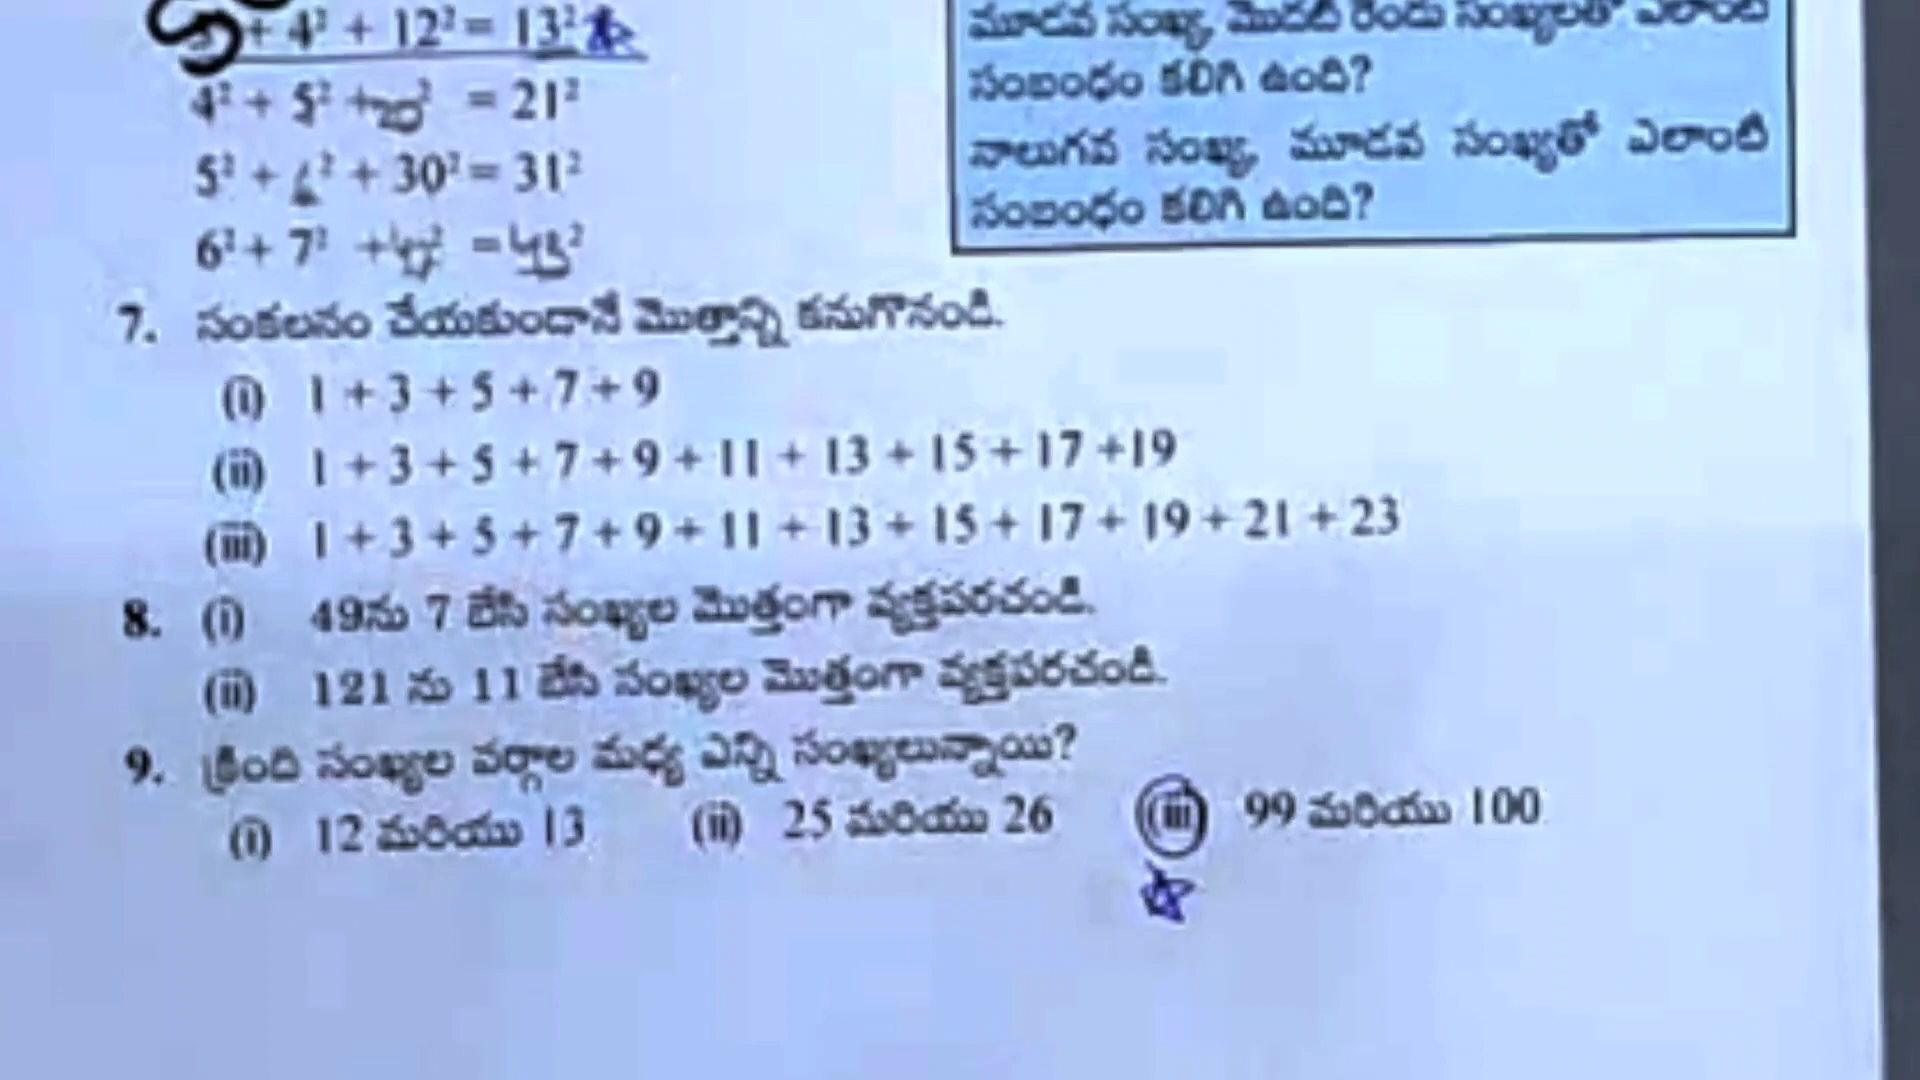 + 4² + 12² = 13²
4² + 5² + 20² = 21²
5² + 6² + 30² = 31²
6² + 7² + 42² = 43²
మూడవ సంఖ్య, మొదటి రెండు సంఖ్యలతో ఎలాంటి
సంబంధం కలిగి ఉంది?
నాలుగవ సంఖ్య, మూడవ సంఖ్యతో ఎలాంటి
సంబంధం కలిగి ఉంది?
7. సంకలనం చేయకుండానే మొత్తాన్ని కనుగొనండి.
(i) 1 + 3 + 5 + 7 + 9
(ii) 1 + 3 + 5 + 7 + 9 + 11 + 13 + 15 + 17 +19
(iii) 1 + 3 + 5 + 7 + 9 + 11 + 13 + 15 + 17 + 19 + 21 + 23
8. (i) 49ను 7 బేసి సంఖ్యల మొత్తంగా వ్యక్తపరచండి.
(ii) 121 ను 11 బేసి సంఖ్యల మొత్తంగా వ్యక్తపరచండి.
9. క్రింది సంఖ్యల వర్గాల మధ్య ఎన్ని సంఖ్యలున్నాయి?
(i) 12 మరియు 13 (ii) 25 మరియు 26 (iii) 99 మరియు 100